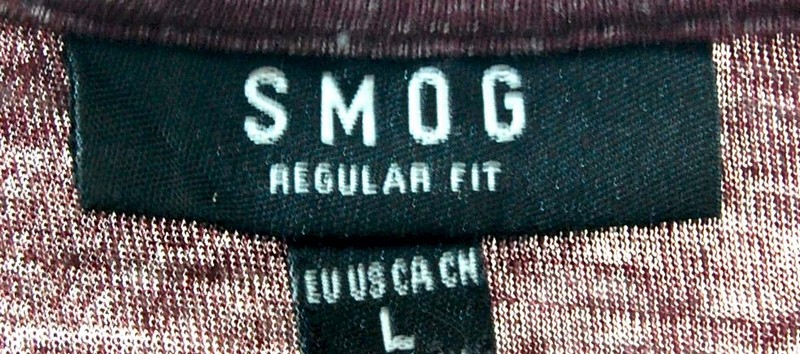 SMOG
REGULAR FIT
EU US CA CN
L